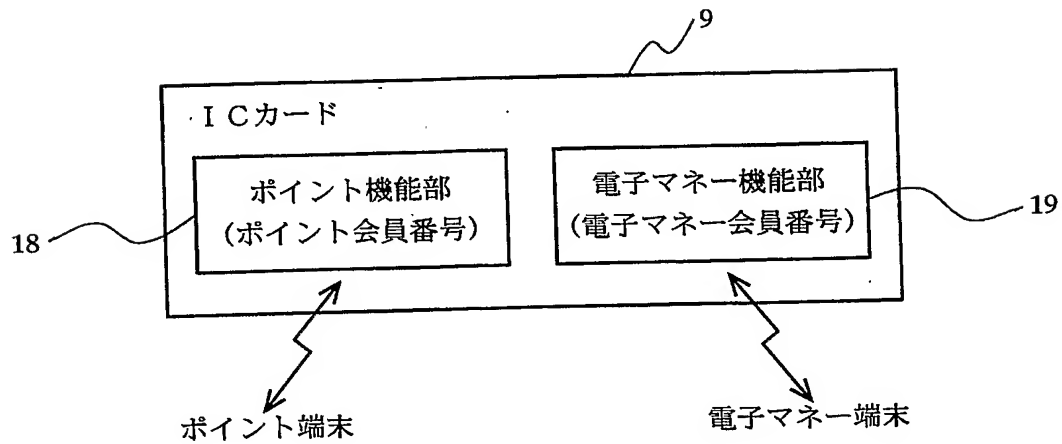 9
ＩＣカード
ポイント機能部
(ポイント会員番号)
電子マネー機能部
(電子マネー会員番号)
18
19
ポイント端末
電子マネー端末